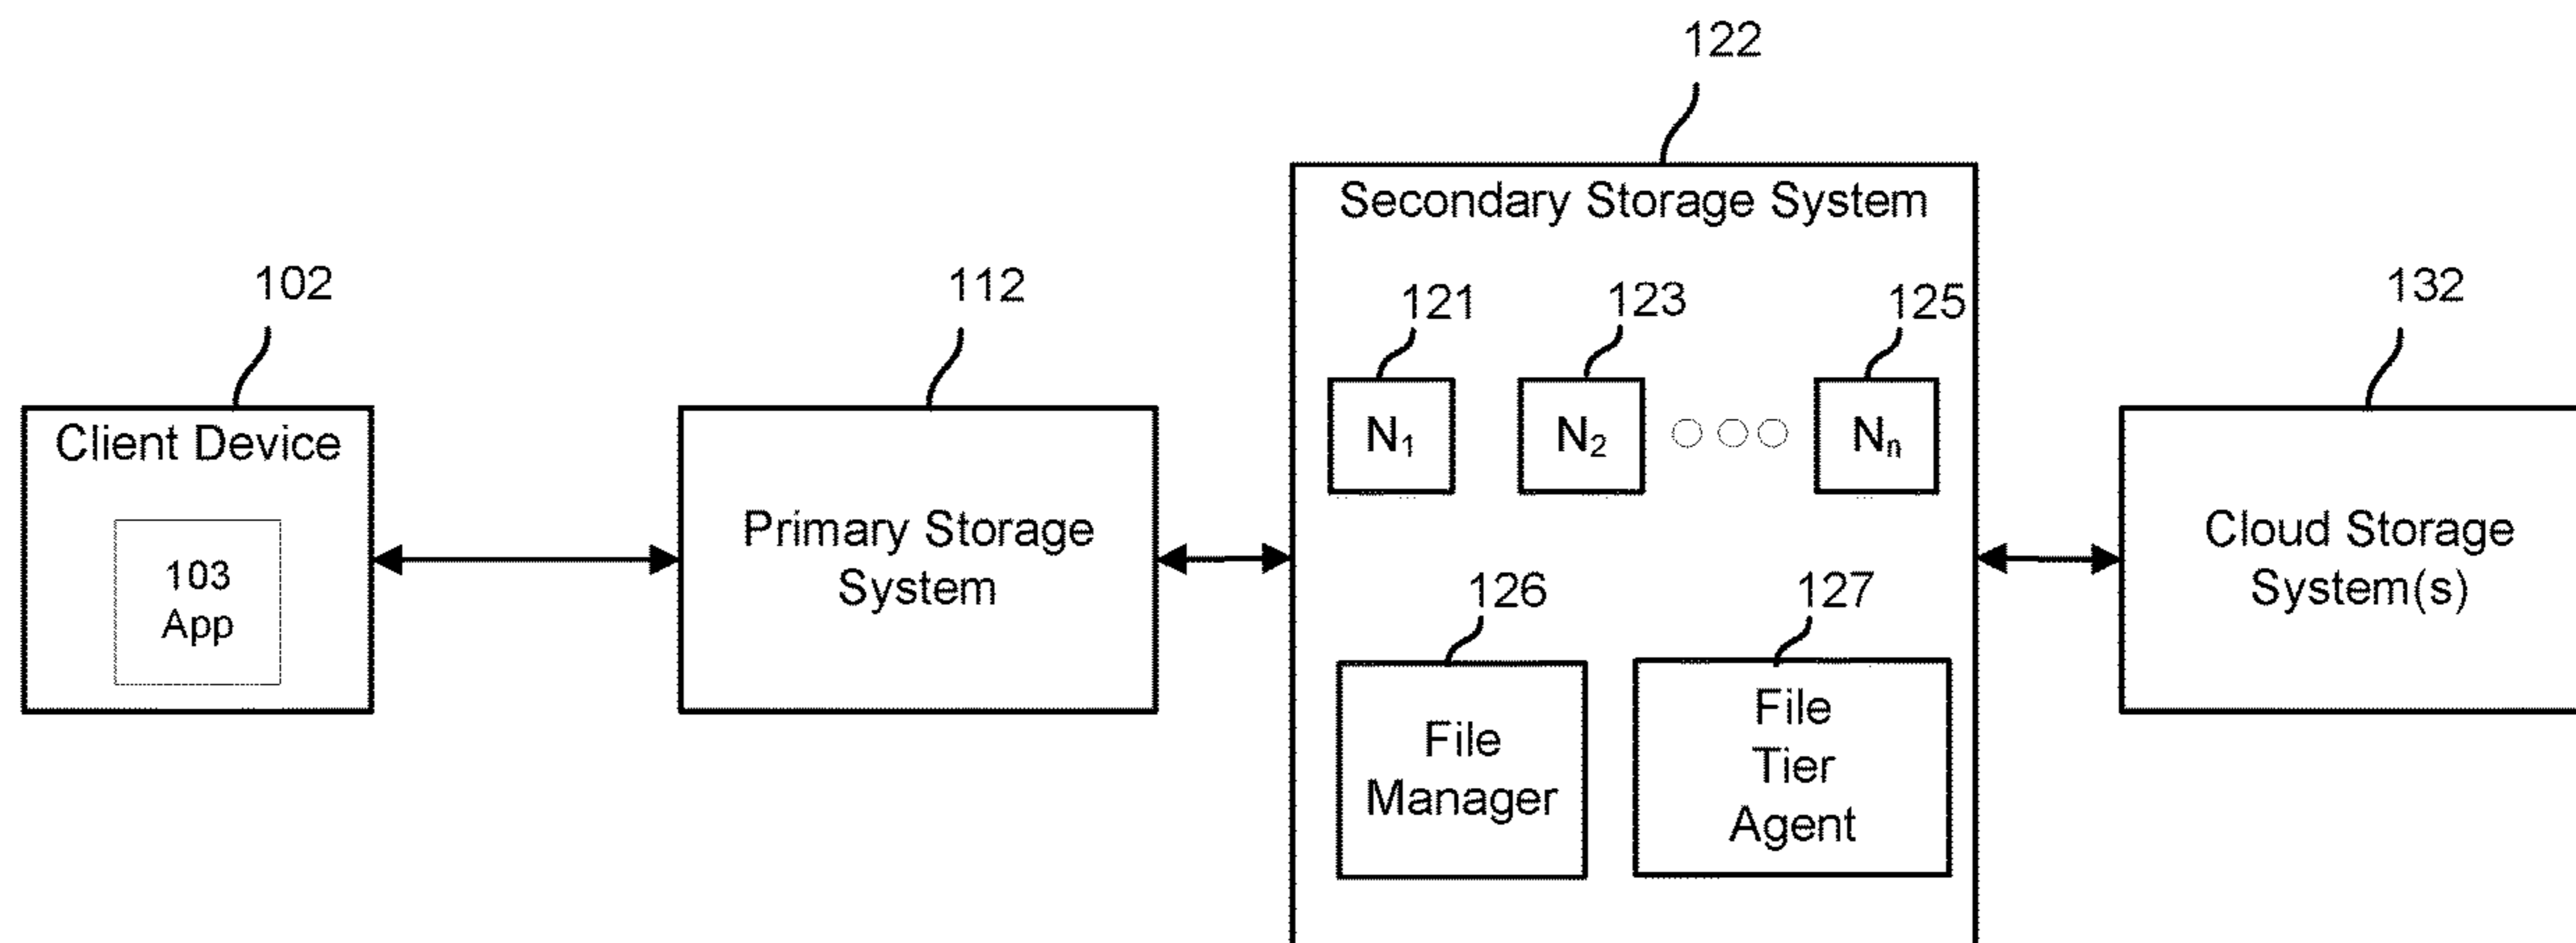 122
Secondary Storage System
102
112
121
123
125
132
Client Device
N₁
N₂
Nₙ
103
App
Primary Storage
System
Cloud Storage
System(s)
126
127
File
Manager
File
Tier
Agent